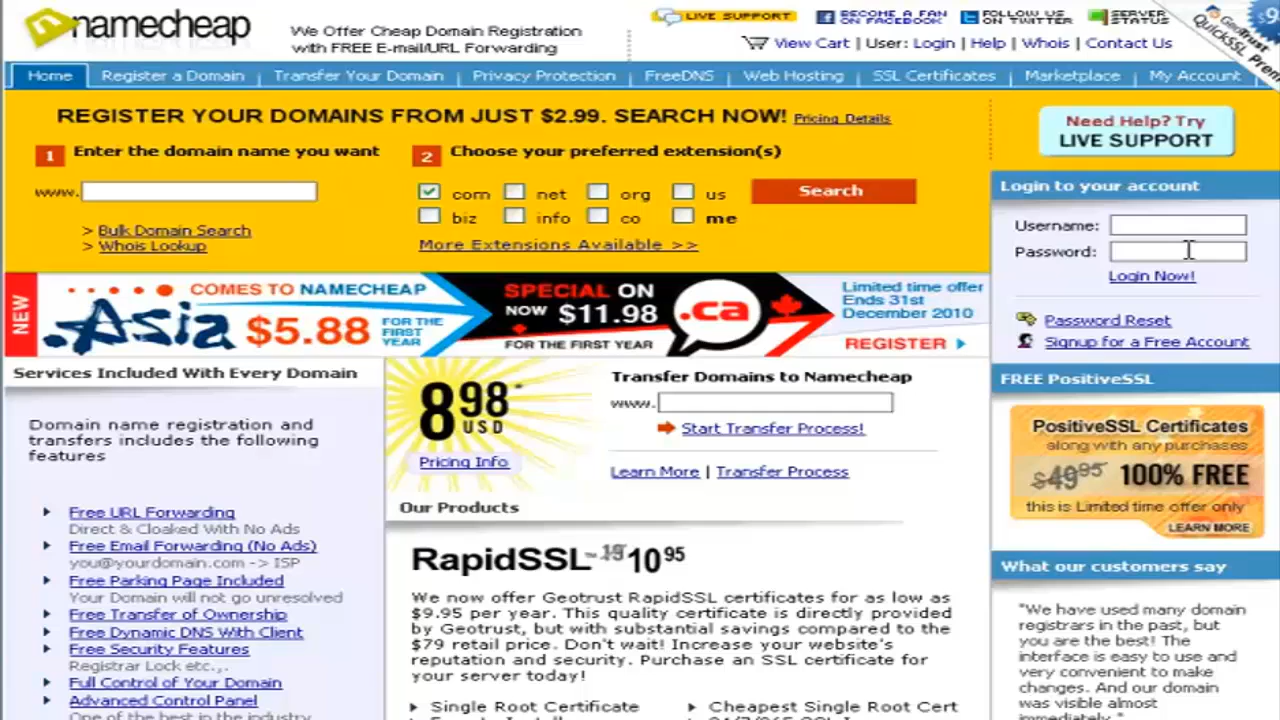 namecheap
We Offer Cheap Domain Registration
with FREE E-mail/URL Forwarding
LIVE SUPPORT
BECOME A FAN
ON FACEBOOK
FOLLOW US
ON TWITTER
SERVER
STATUS
View Cart | User: Login | Help | Whois | Contact Us
GeoTrust
QuickSSL Prem
$9
Home | Register a Domain | Transfer Your Domain | Privacy Protection | FreeDNS | Web Hosting | SSL Certificates | Marketplace | My Account
REGISTER YOUR DOMAINS FROM JUST $2.99. SEARCH NOW! Pricing Details
1 Enter the domain name you want
2 Choose your preferred extension(s)
www.
com net org us
Search
biz info co me
> Bulk Domain Search
> Whois Lookup
More Extensions Available >>
Need Help? Try
LIVE SUPPORT
Login to your account
Username:
Password:
Login Now!
Password Reset
Signup for a Free Account
NEW
COMES TO NAMECHEAP
.Asia $5.88 FOR THE FIRST YEAR
SPECIAL ON
NOW $11.98
FOR THE FIRST YEAR
.ca
Limited time offer
Ends 31st
December 2010
REGISTER
Services Included With Every Domain
Domain name registration and
transfers includes the following
features
Free URL Forwarding
Direct & Cloaked With No Ads
Free Email Forwarding (No Ads)
you@yourdomain.com -> ISP
Free Parking Page Included
Your Domain will not go unresolved
Free Transfer of Ownership
Free Dynamic DNS With Client
Free Security Features
Registrar Lock etc.,.
Full Control of Your Domain
Advanced Control Panel
One of the best in the industry
8.98* USD
Pricing Info
Transfer Domains to Namecheap
www.
Start Transfer Process!
Learn More | Transfer Process
Our Products
RapidSSL - 19 10.95
We now offer Geotrust RapidSSL certificates for as low as
$9.95 per year. This quality certificate is directly provided
by Geotrust, but with substantial savings compared to the
$79 retail price. Don't wait! Increase your website's
reputation and security. Purchase an SSL certificate for
your server today!
Single Root Certificate
Cheapest Single Root Cert
FREE PositiveSSL
PositiveSSL Certificates
along with any purchases
$49.95 100% FREE
this is Limited time offer only
LEARN MORE
What our customers say
"We have used many domain
registrars in the past, but
you are the best! The
interface is easy to use and
very convenient to make
changes. And our domain
was visible almost
immediately."